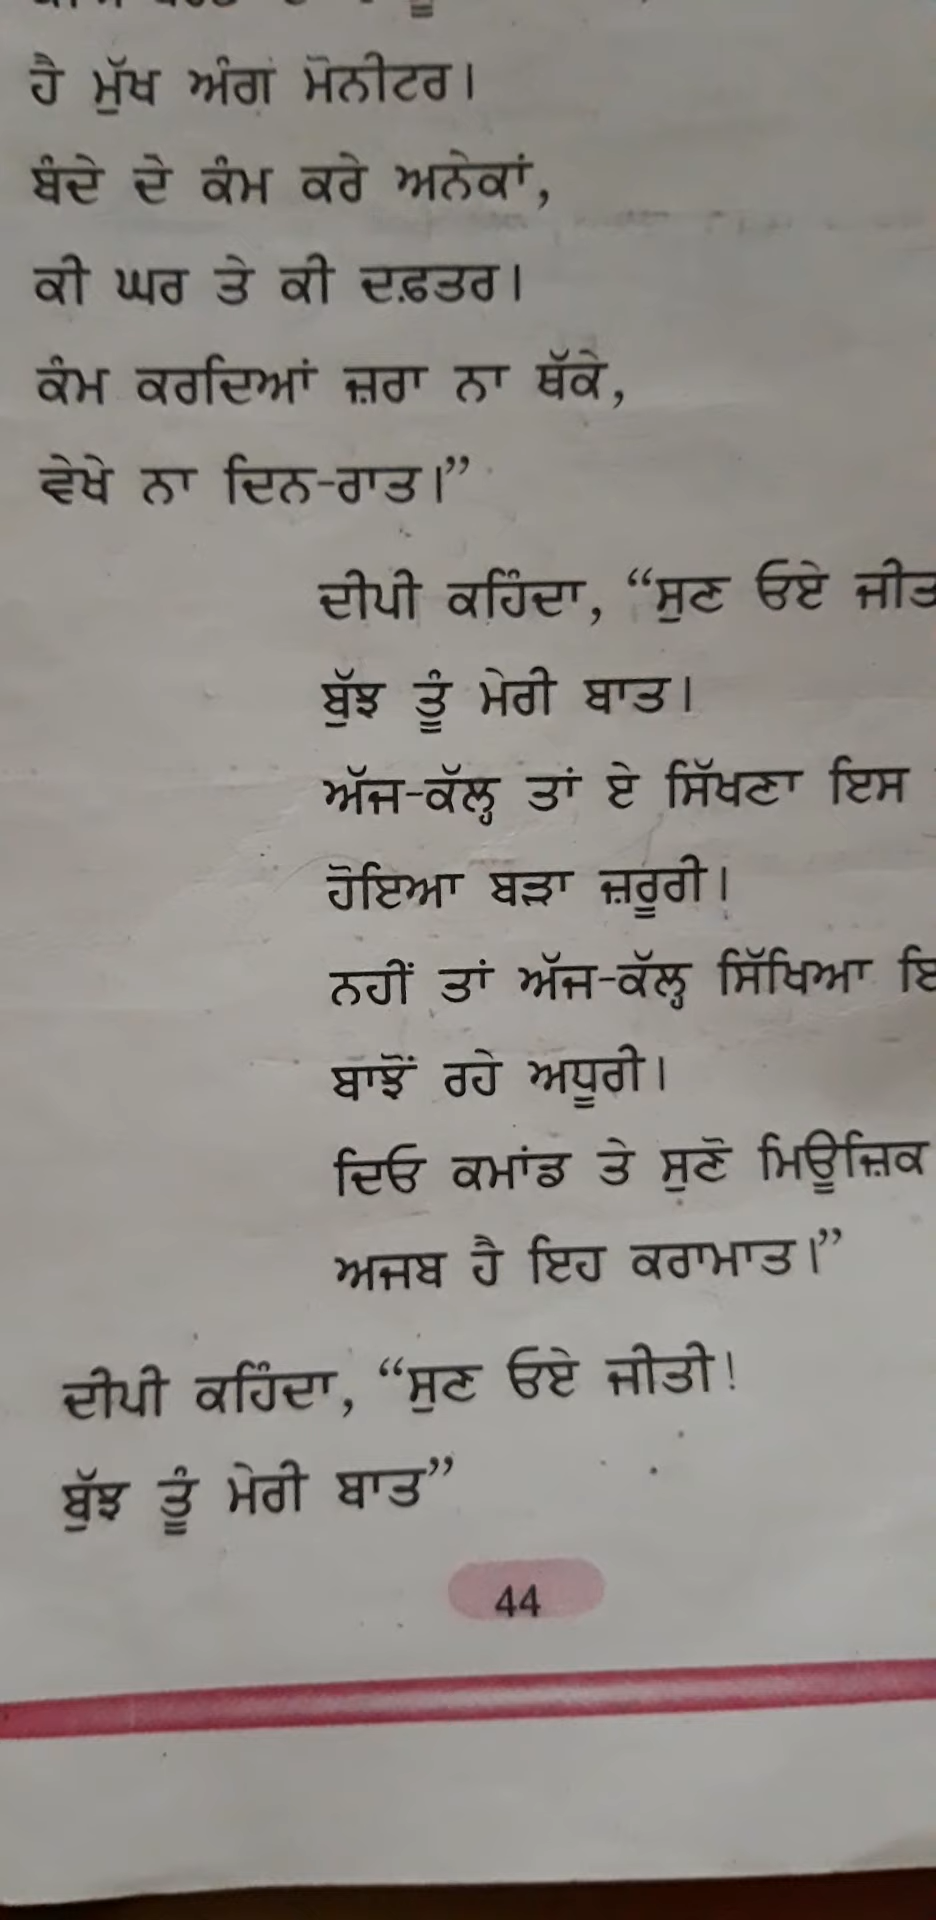 ਹੈ ਮੁੱਖ ਅੰਗ ਮੋਨੀਟਰ।
ਬੰਦੇ ਦੇ ਕੰਮ ਕਰੇ ਅਨੇਕਾਂ,
ਕੀ ਘਰ ਤੇ ਕੀ ਦਫ਼ਤਰ।
ਕੰਮ ਕਰਦਿਆਂ ਜ਼ਰਾ ਨਾ ਥੱਕੇ,
ਵੇਖੇ ਨਾ ਦਿਨ-ਰਾਤ।”
ਦੀਪੀ ਕਹਿੰਦਾ, “ਸੁਣ ਓਏ
ਬੁੱਝ ਤੂੰ ਮੇਰੀ ਬਾਤ।
ਅੱਜ-ਕੱਲ੍ਹ ਤਾਂ ਏ ਸਿੱਖਣਾ ਇਸ
ਹੋਇਆ ਬੜਾ ਜ਼ਰੂਰੀ।
ਨਹੀਂ ਤਾਂ ਅੱਜ-ਕੱਲ੍ਹ ਸਿੱਖਿਆ
ਬਾਝੋਂ ਰਹੇ ਅਧੂਰੀ।
ਦਿਓ ਕਮਾਂਡ ਤੇ ਸੁਣੋ ਮਿਊਜ਼ਿਕ
ਅਜਬ ਹੈ ਇਹ ਕਰਾਮਾਤ।”
ਦੀਪੀ ਕਹਿੰਦਾ, “ਸੁਣ ਓਏ ਜੀਤੀ!
ਬੁੱਝ ਤੂੰ ਮੇਰੀ ਬਾਤ”
44